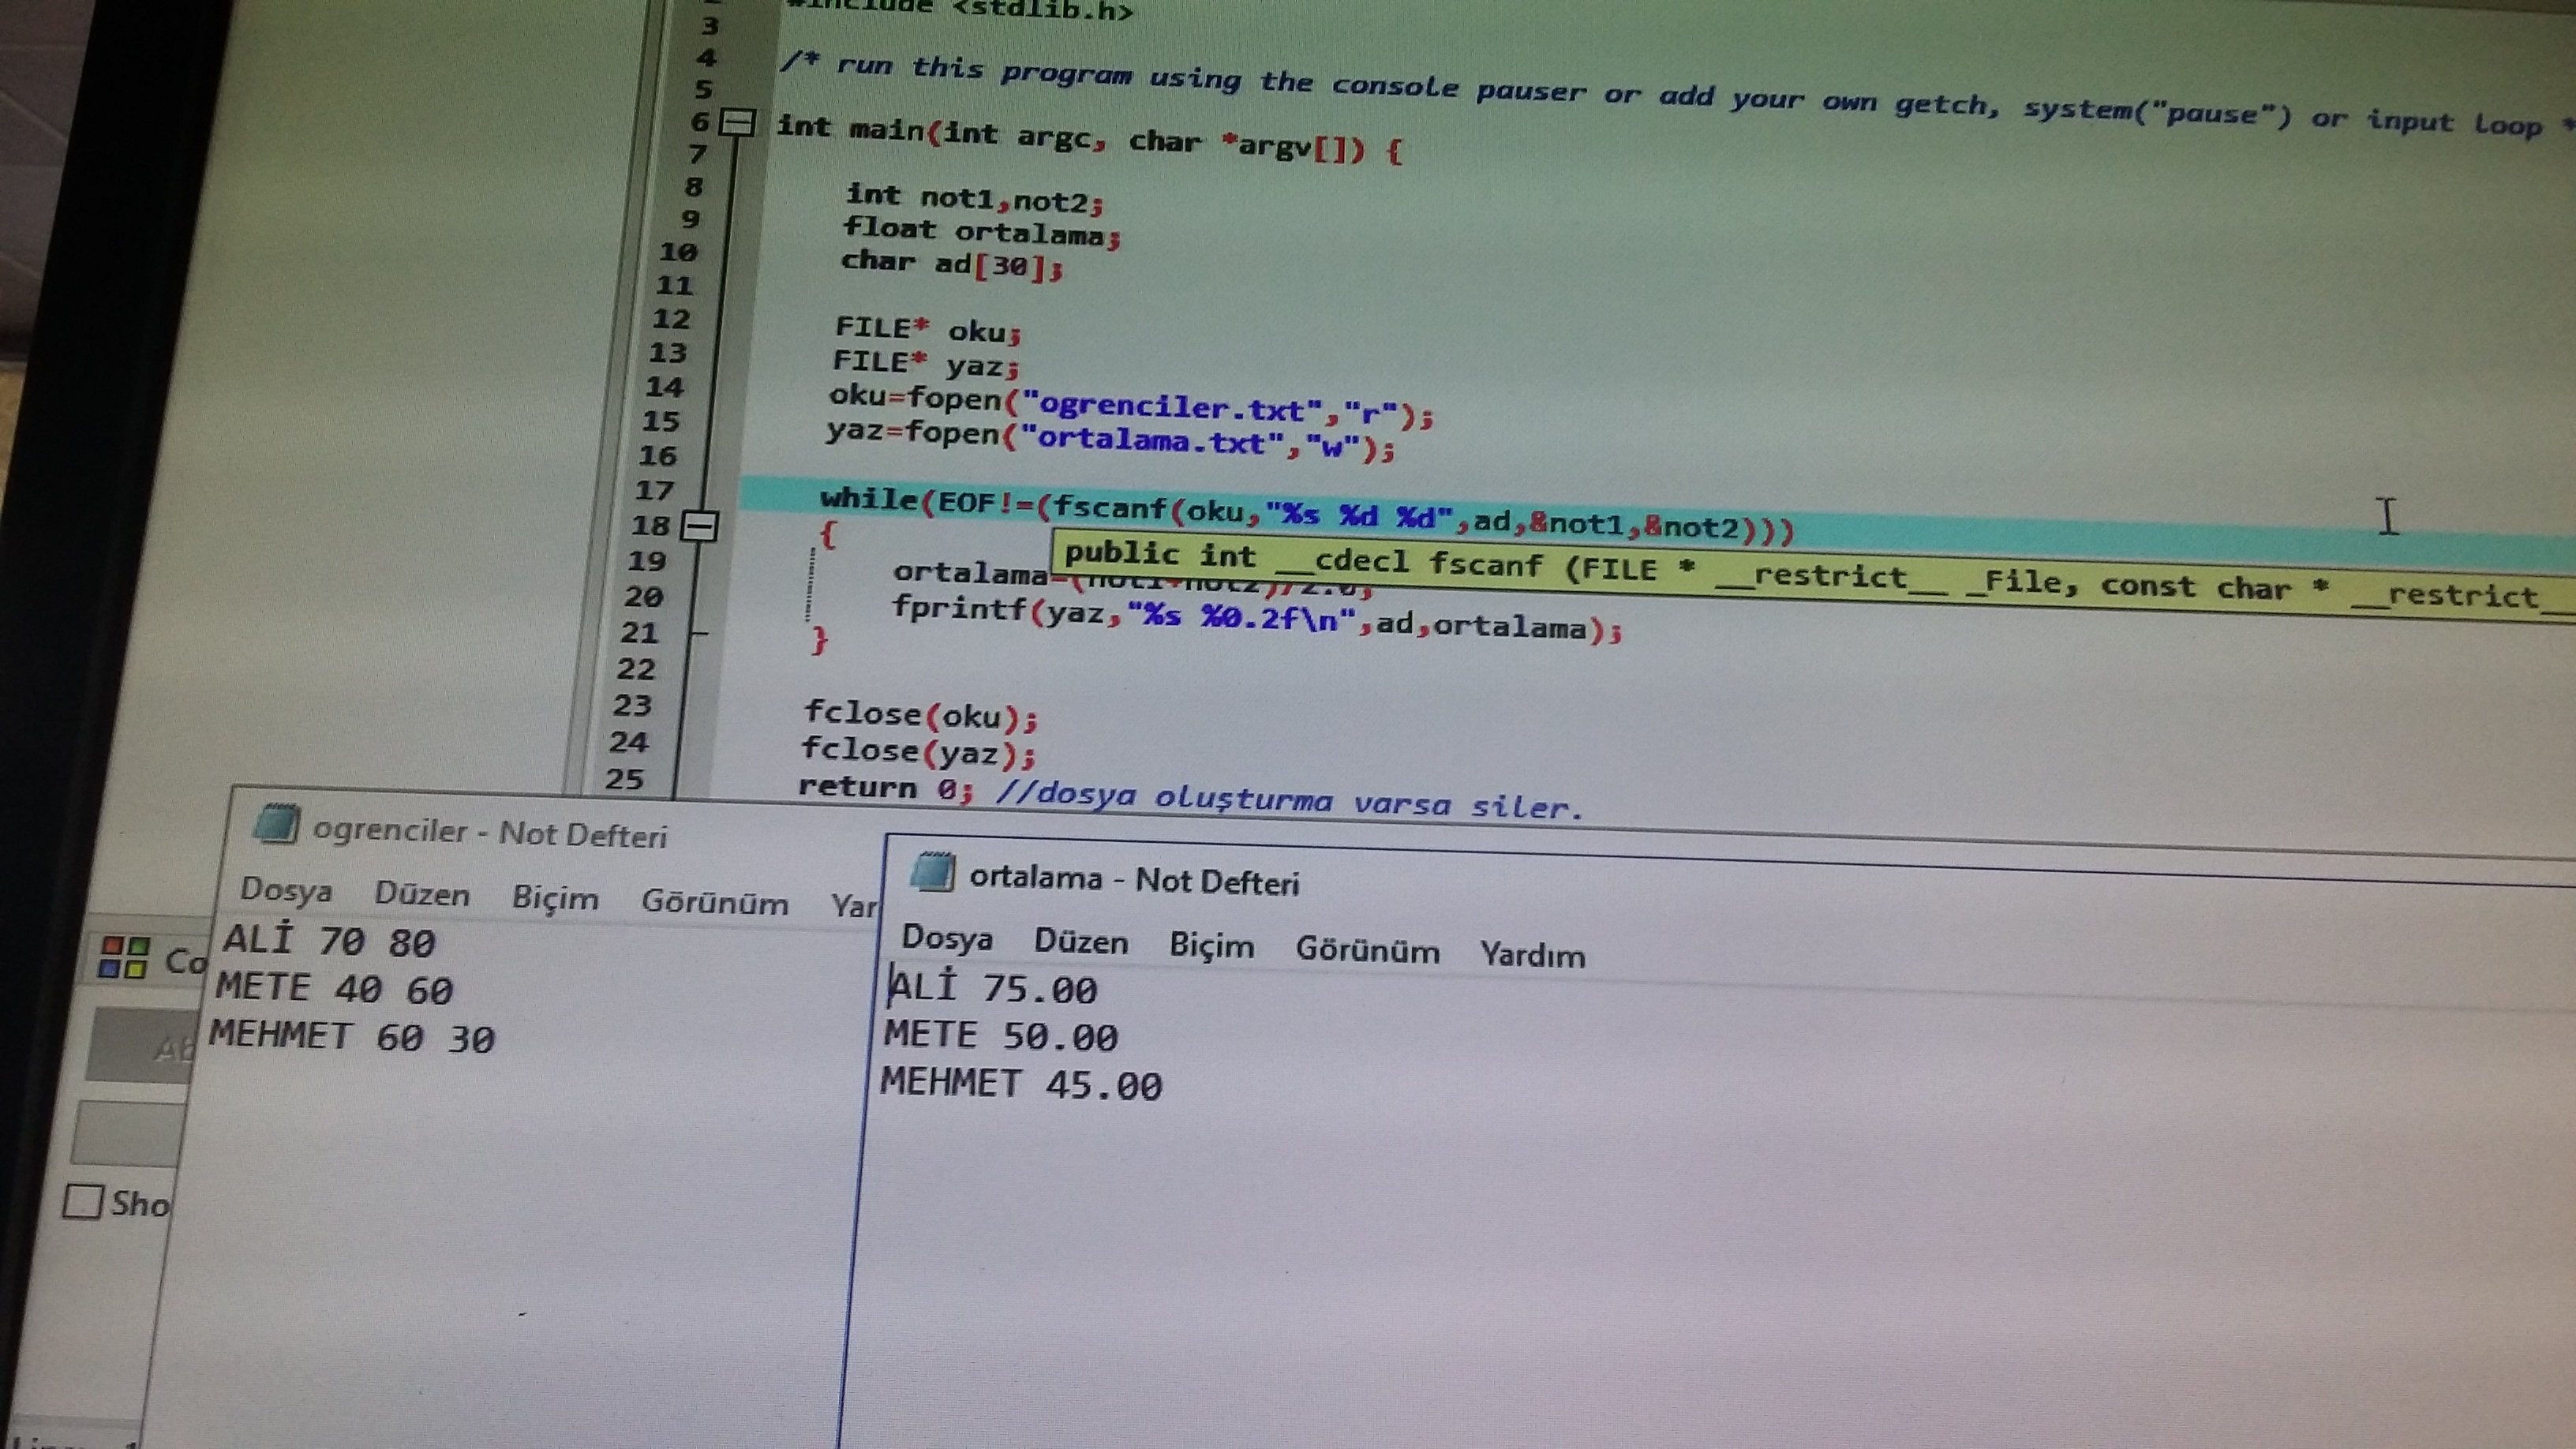 #include <stdlib.h>
3
4 /* run this program using the console pauser or add your own getch, system("pause") or input loop *
5
6 int main(int argc, char *argv[]) {
7
8 int not1,not2;
9 float ortalama;
10 char ad[30];
11
12 FILE* oku;
13 FILE* yaz;
14 oku=fopen("ogrenciler.txt","r");
15 yaz=fopen("ortalama.txt","w");
16
17 while(EOF!=(fscanf(oku,"%s %d %d",ad,&not1,&not2)))
18 {
public int __cdecl fscanf (FILE * __restrict__ _File, const char * __restrict__
19 ortalama=(not1+not2)/2.0;
20 fprintf(yaz,"%s %0.2f\n",ad,ortalama);
21 }
22
23 fclose(oku);
24 fclose(yaz);
25 return 0; //dosya oluşturma varsa siler.
ogrenciler - Not Defteri
Dosya Düzen Biçim Görünüm Yar
ALİ 70 80
METE 40 60
MEHMET 60 30
ortalama - Not Defteri
Dosya Düzen Biçim Görünüm Yardım
ALİ 75.00
METE 50.00
MEHMET 45.00
Co
Sho